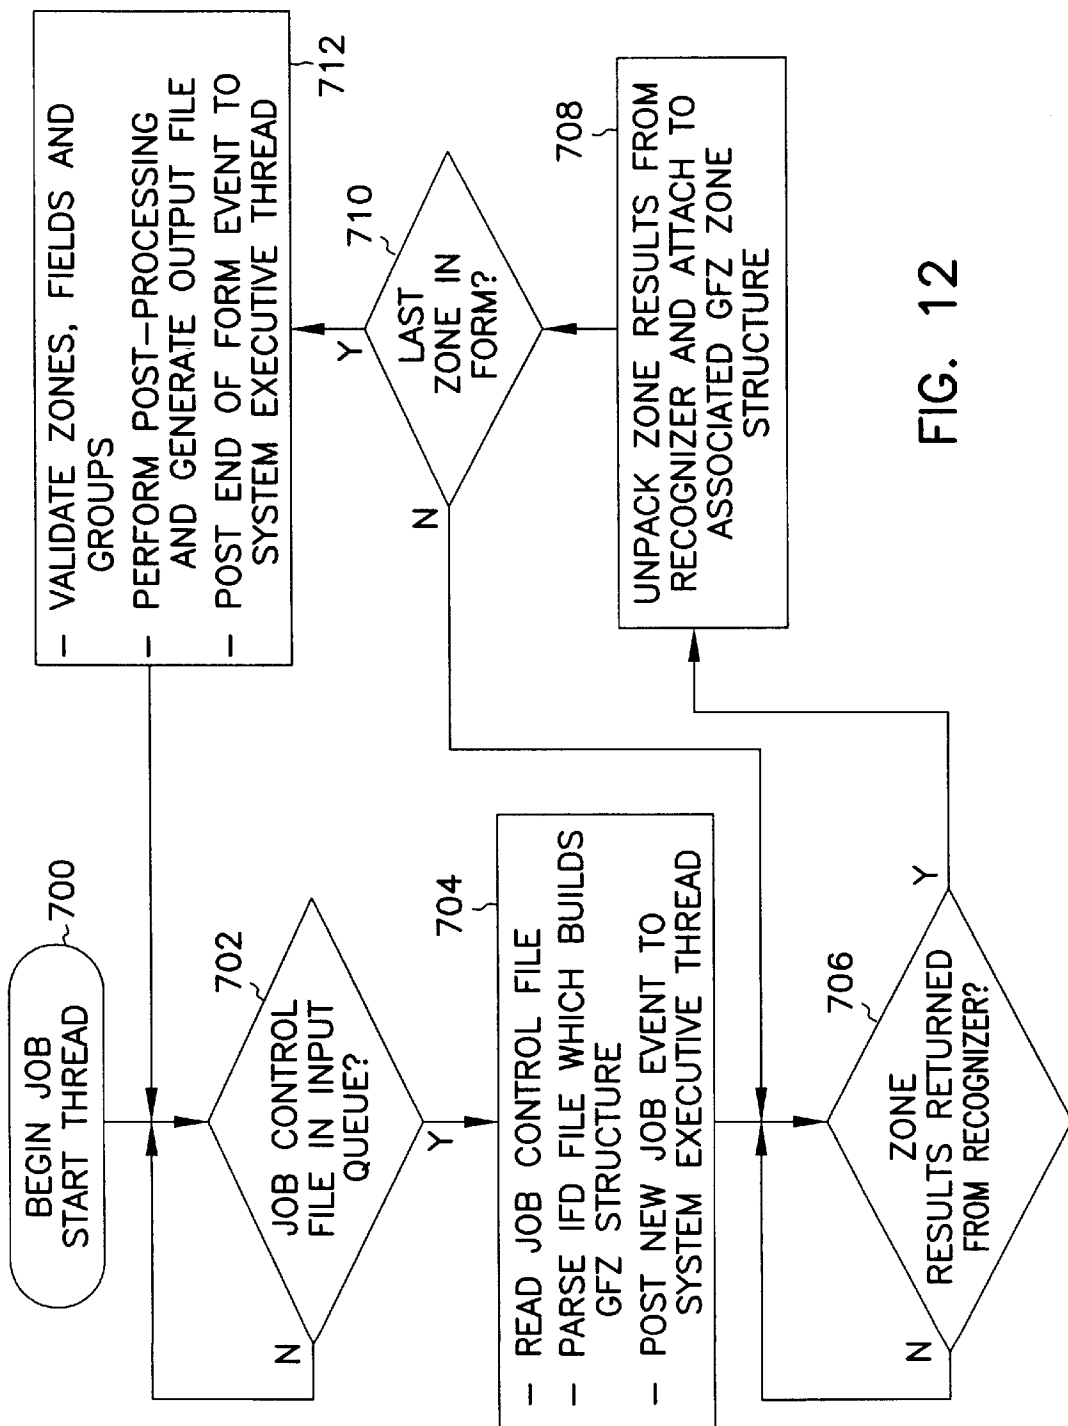 BEGIN JOB
START THREAD
700
JOB CONTROL
FILE IN INPUT
QUEUE?
702
N
Y
– READ JOB CONTROL FILE
– PARSE IFD FILE WHICH BUILDS
GFZ STRUCTURE
– POST NEW JOB EVENT TO
SYSTEM EXECUTIVE THREAD
704
ZONE
RESULTS RETURNED
FROM RECOGNIZER?
706
N
Y
UNPACK ZONE RESULTS FROM
RECOGNIZER AND ATTACH TO
ASSOCIATED GFZ ZONE
STRUCTURE
708
LAST
ZONE IN
FORM?
710
N
Y
– VALIDATE ZONES, FIELDS AND
GROUPS
– PERFORM POST–PROCESSING
AND GENERATE OUTPUT FILE
– POST END OF FORM EVENT TO
SYSTEM EXECUTIVE THREAD
712
FIG. 12